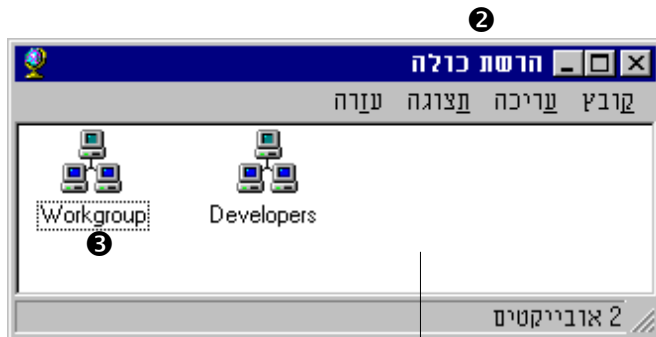 ❷
הרשת כולה
קובץ עריכה תצוגה עזרה
Workgroup Developers
❸
2 אובייקטים